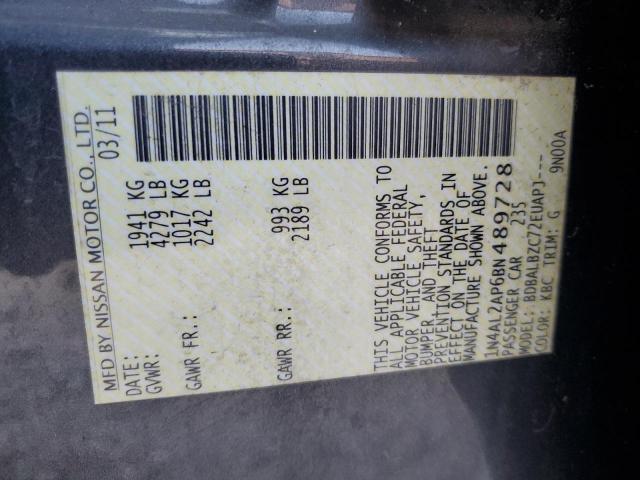 MFD BY NISSAN MOTOR CO., LTD.
DATE: 03/11
GVWR: 1941 KG
4279 LB
GAWR FR.: 1017 KG
2242 LB
GAWR RR.: 993 KG
2189 LB
THIS VEHICLE CONFORMS TO
ALL APPLICABLE FEDERAL
MOTOR VEHICLE SAFETY,
BUMPER, AND THEFT
PREVENTION STANDARDS IN
EFFECT ON THE DATE OF
MANUFACTURE SHOWN ABOVE.
1N4AL2AP6BN489728
PASSENGER CAR 235
MODEL: BDBALBZC72EUAPJ---
COLOR: KBC TRIM: G 9N00A